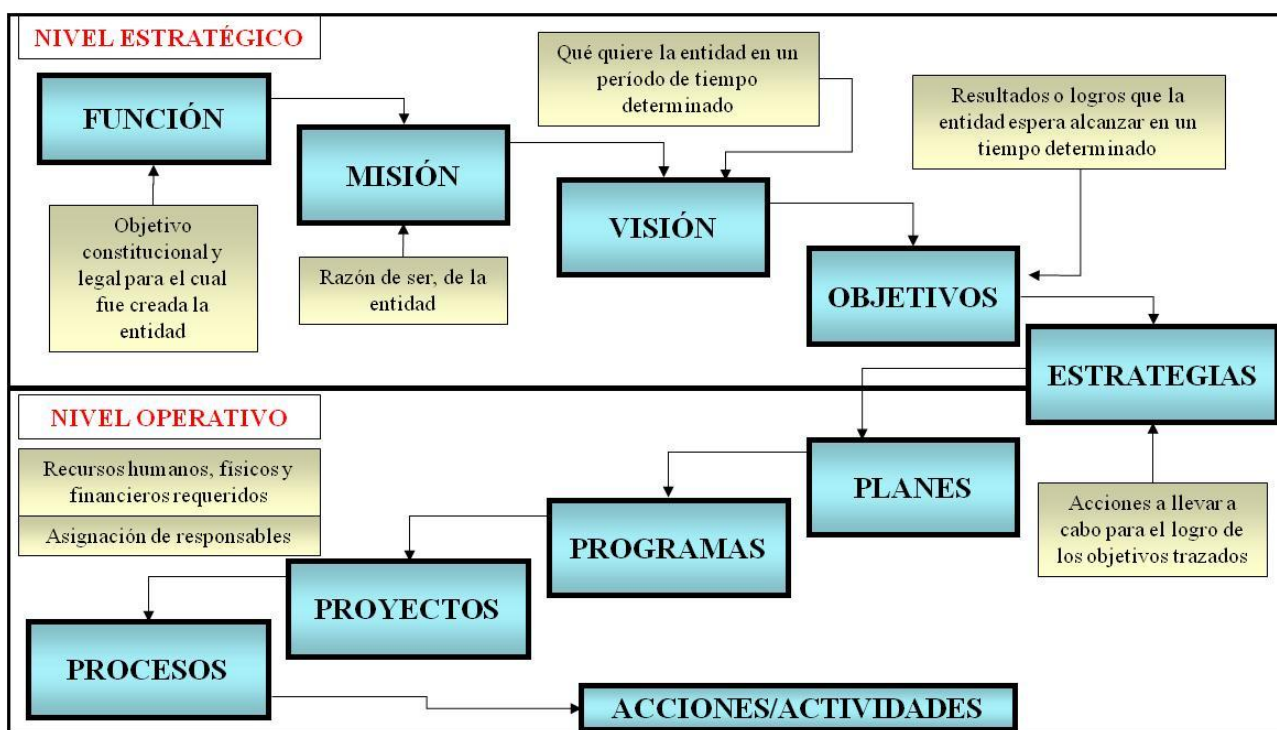 NIVEL ESTRATÉGICO
FUNCIÓN
Objetivo
constitucional y
legal para el cual
fue creada la
entidad
MISIÓN
Razón de ser, de la
entidad
Qué quiere la entidad en un
período de tiempo
determinado
VISIÓN
Resultados o logros que la
entidad espera alcanzar en un
tiempo determinado
OBJETIVOS
ESTRATEGIAS
Acciones a llevar a
cabo para el logro de
los objetivos trazados
NIVEL OPERATIVO
Recursos humanos, físicos y
financieros requeridos
Asignación de responsables
PLANES
PROGRAMAS
PROYECTOS
PROCESOS
ACCIONES/ACTIVIDADES